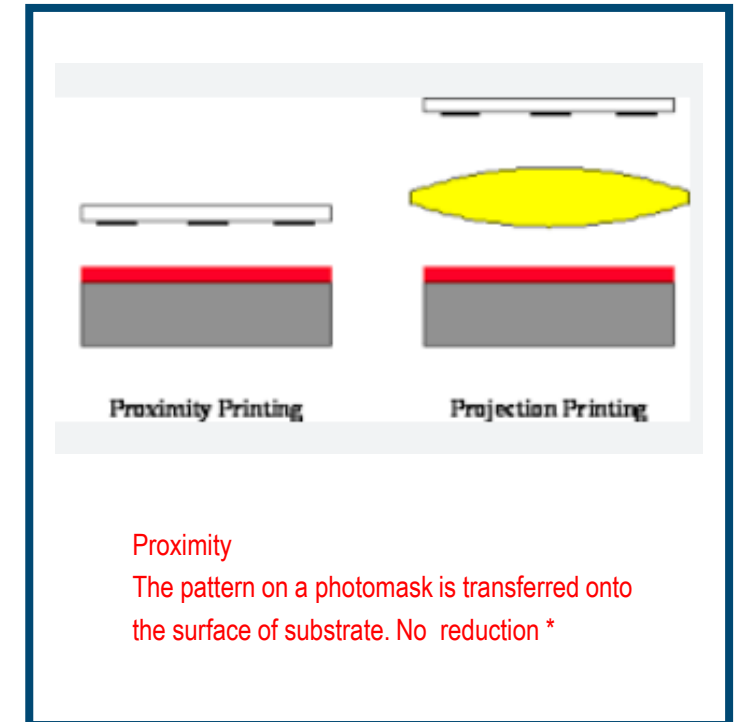 Proximity Printing
Projection Printing
Proximity
The pattern on a photomask is transferred onto
the surface of substrate. No reduction *